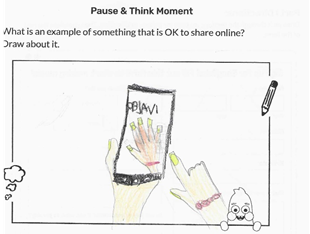 Pause & Think Moment
What is an example of something that is OK to share online?
Draw about it.